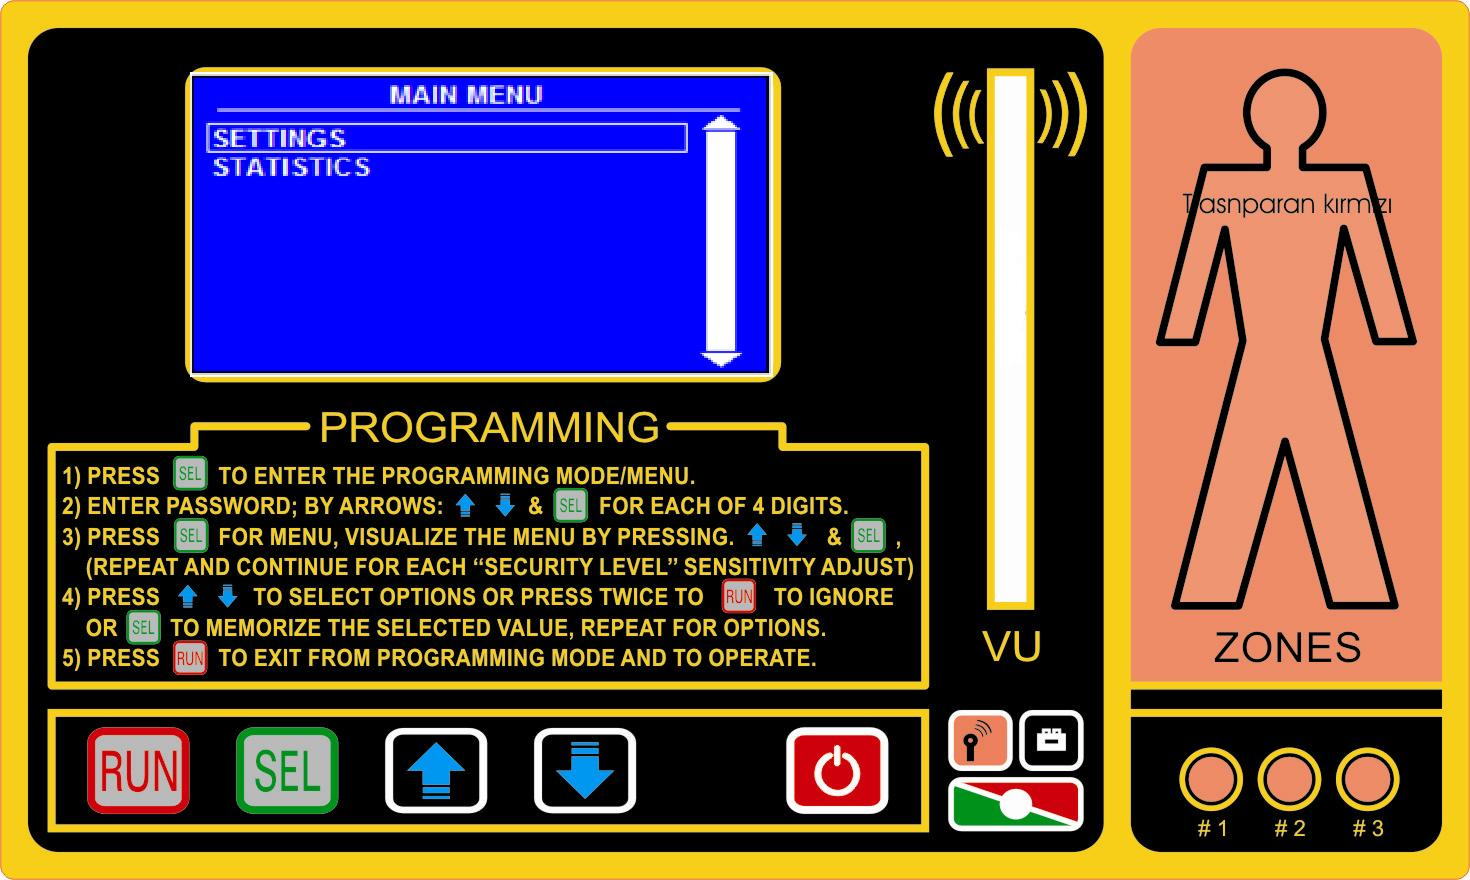 MAIN MENU
SETTINGS
STATISTICS
PROGRAMMING
1) PRESS SEL TO ENTER THE PROGRAMMING MODE/MENU.
2) ENTER PASSWORD; BY ARROWS: & SEL FOR EACH OF 4 DIGITS.
3) PRESS SEL FOR MENU, VISUALIZE THE MENU BY PRESSING. & SEL ,
(REPEAT AND CONTINUE FOR EACH “SECURITY LEVEL” SENSITIVITY ADJUST)
4) PRESS TO SELECT OPTIONS OR PRESS TWICE TO RUN TO IGNORE
OR SEL TO MEMORIZE THE SELECTED VALUE, REPEAT FOR OPTIONS.
5) PRESS RUN TO EXIT FROM PROGRAMMING MODE AND TO OPERATE.
RUN SEL
VU
Trasnparan kırmızı
ZONES
# 1 # 2 # 3